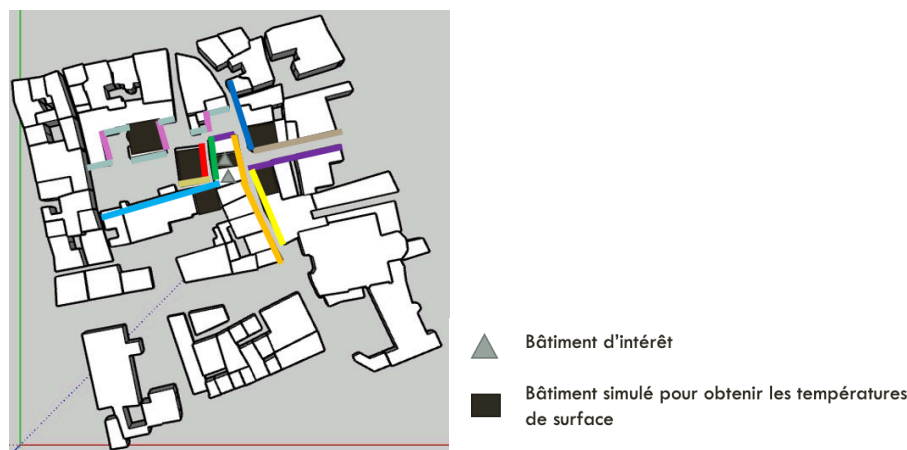 Bâtiment d'intérêt
Bâtiment simulé pour obtenir les températures
de surface